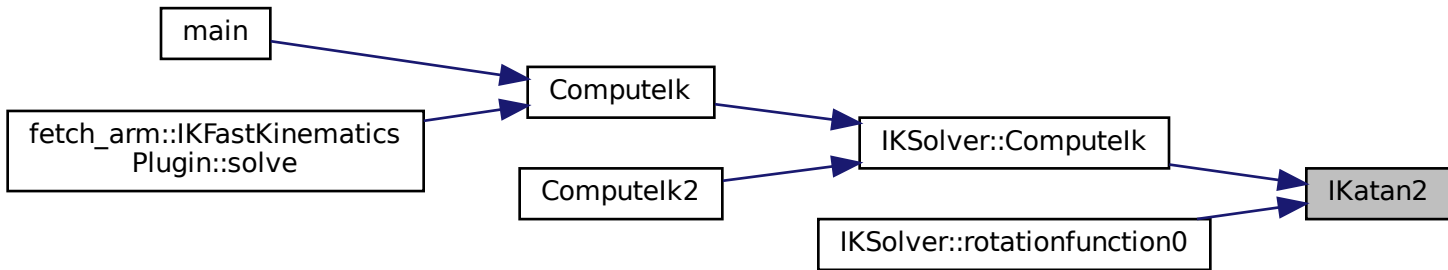 main
ComputeIk
fetch_arm::IKFastKinematics
Plugin::solve
IKSolver::ComputeIk
ComputeIk2
IKatan2
IKSolver::rotationfunction0